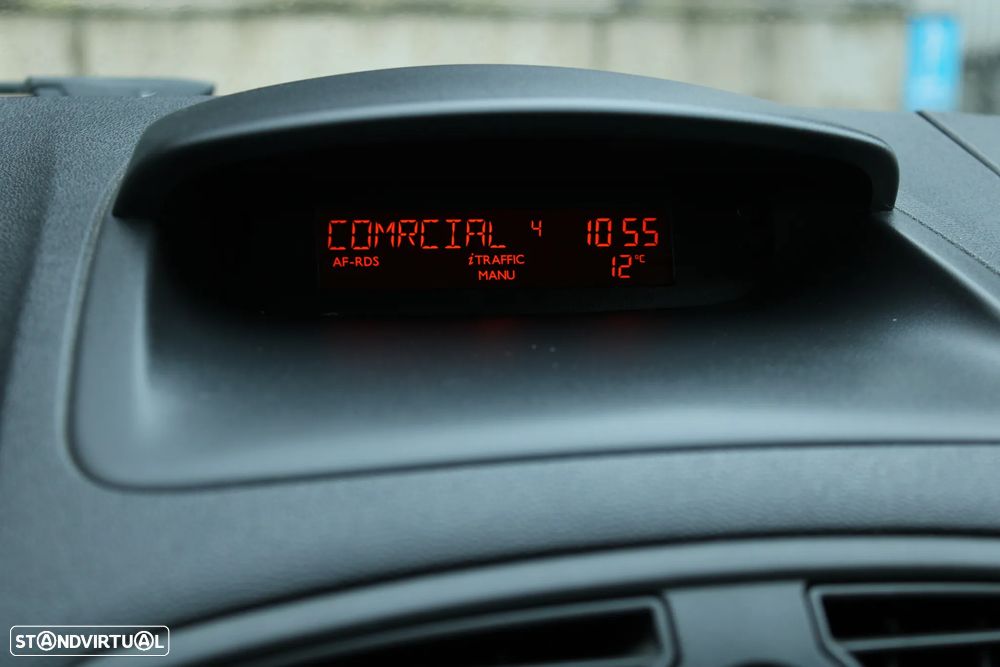 COMRCIAL 4 10 55
AF-RDS iTRAFFIC 12°C
MANU
STANDVIRTUAL